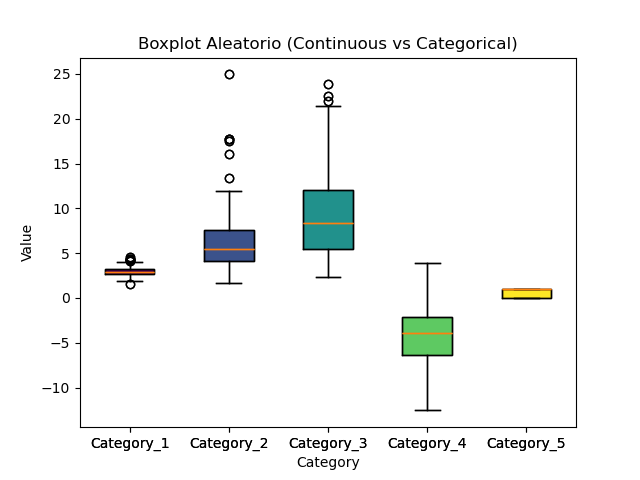 Boxplot Aleatorio (Continuous vs Categorical)
25
20
15
10
5
0
−5
−10
Value
Category_1 Category_2 Category_3 Category_4 Category_5
Category